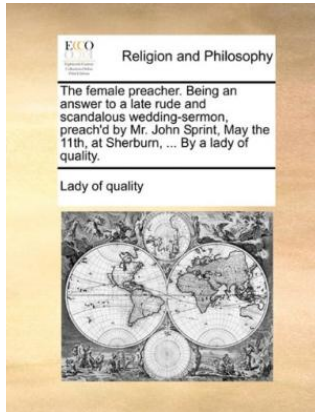 ECCO
Religion and Philosophy
The female preacher. Being an
answer to a late rude and
scandalous wedding-sermon,
preach'd by Mr. John Sprint, May the
11th, at Sherburn, ... By a lady of
quality.
Lady of quality